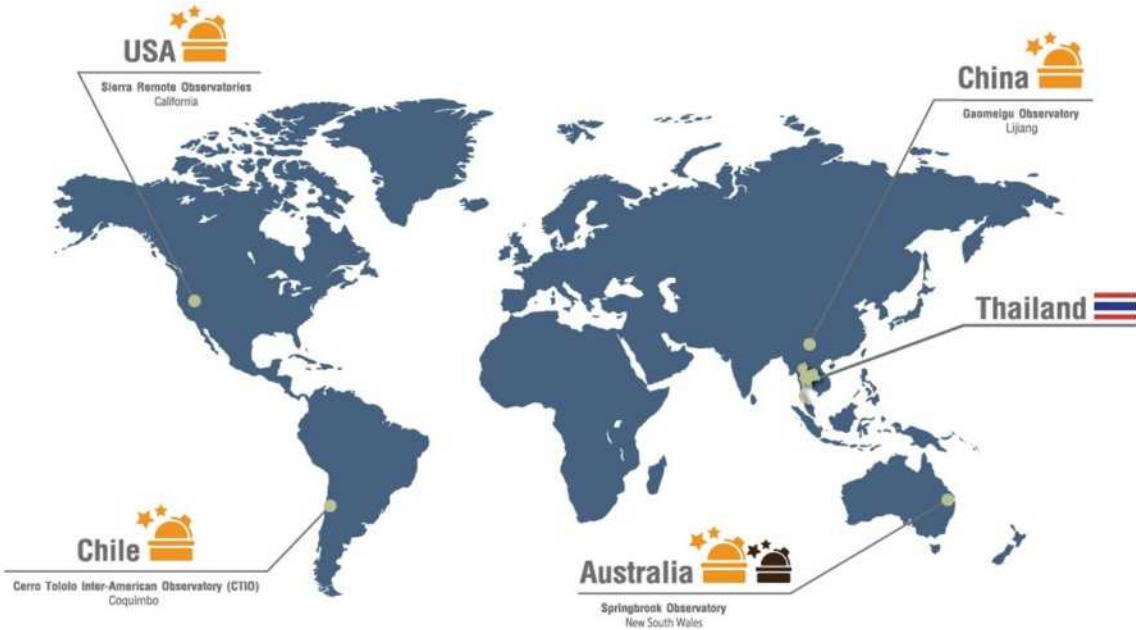 USA
Sierra Remote Observatories
California
China
Gaomeigu Observatory
Lijiang
Thailand
Chile
Cerro Tololo Inter-American Observatory (CTIO)
Coquimbo
Australia
Springbrook Observatory
New South Wales